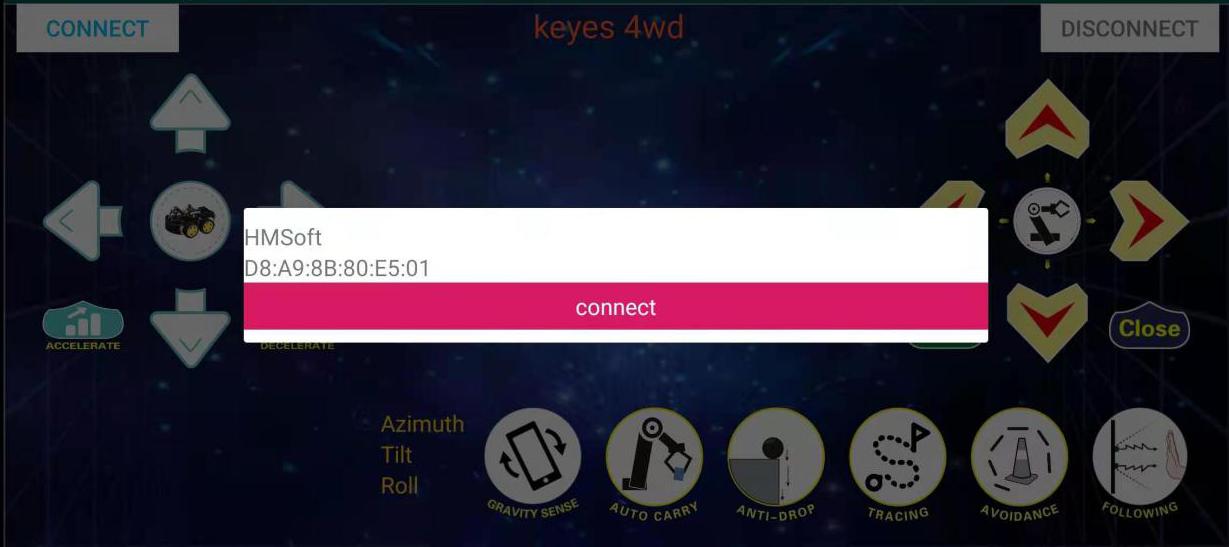 CONNECT
keyes 4wd
DISCONNECT
HMSoft
D8:A9:8B:80:E5:01
connect
ACCELERATE
DECELERATE
Close
Azimuth
Tilt
Roll
GRAVITY SENSE
AUTO CARRY
ANTI-DROP
TRACING
AVOIDANCE
FOLLOWING